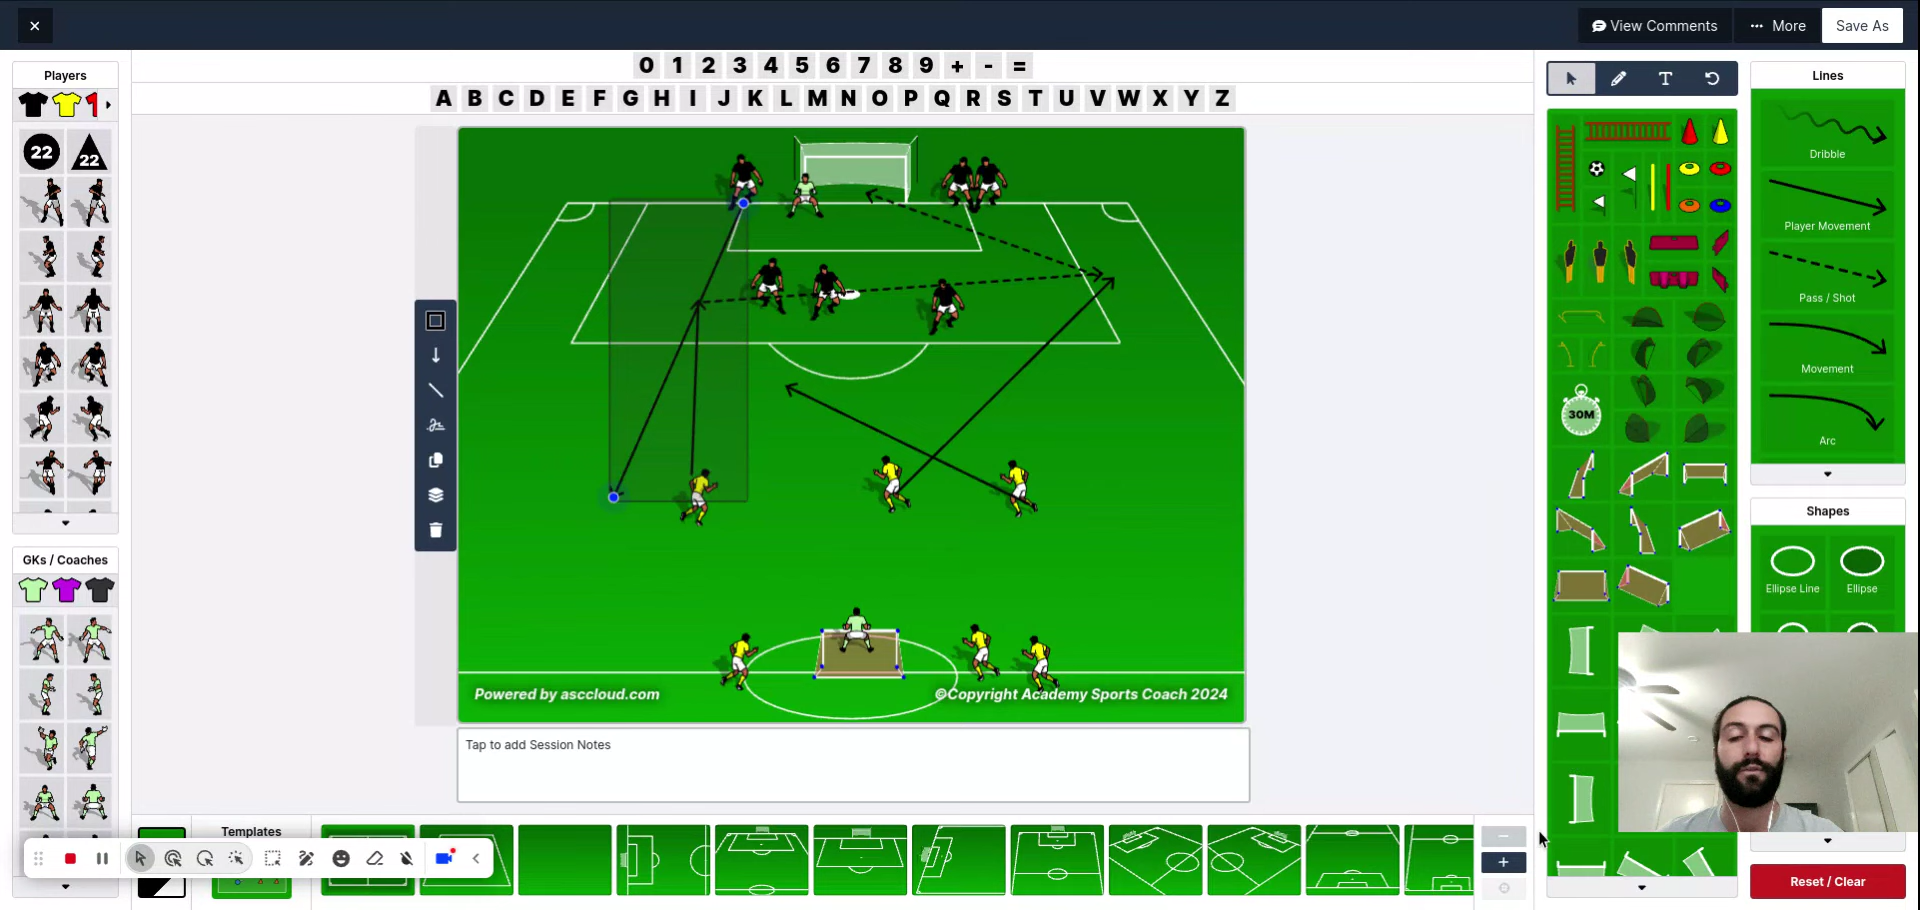 View Comments
More
Save As
Players
0 1 2 3 4 5 6 7 8 9 + - =
A B C D E F G H I J K L M N O P Q R S T U V W X Y Z
T
Lines
22
22
Dribble
Player Movement
Pass / Shot
Movement
30M
Arc
Shapes
GKs / Coaches
Ellipse Line
Ellipse
Powered by asccloud.com
©Copyright Academy Sports Coach 2024
Tap to add Session Notes
Templates
Reset / Clear